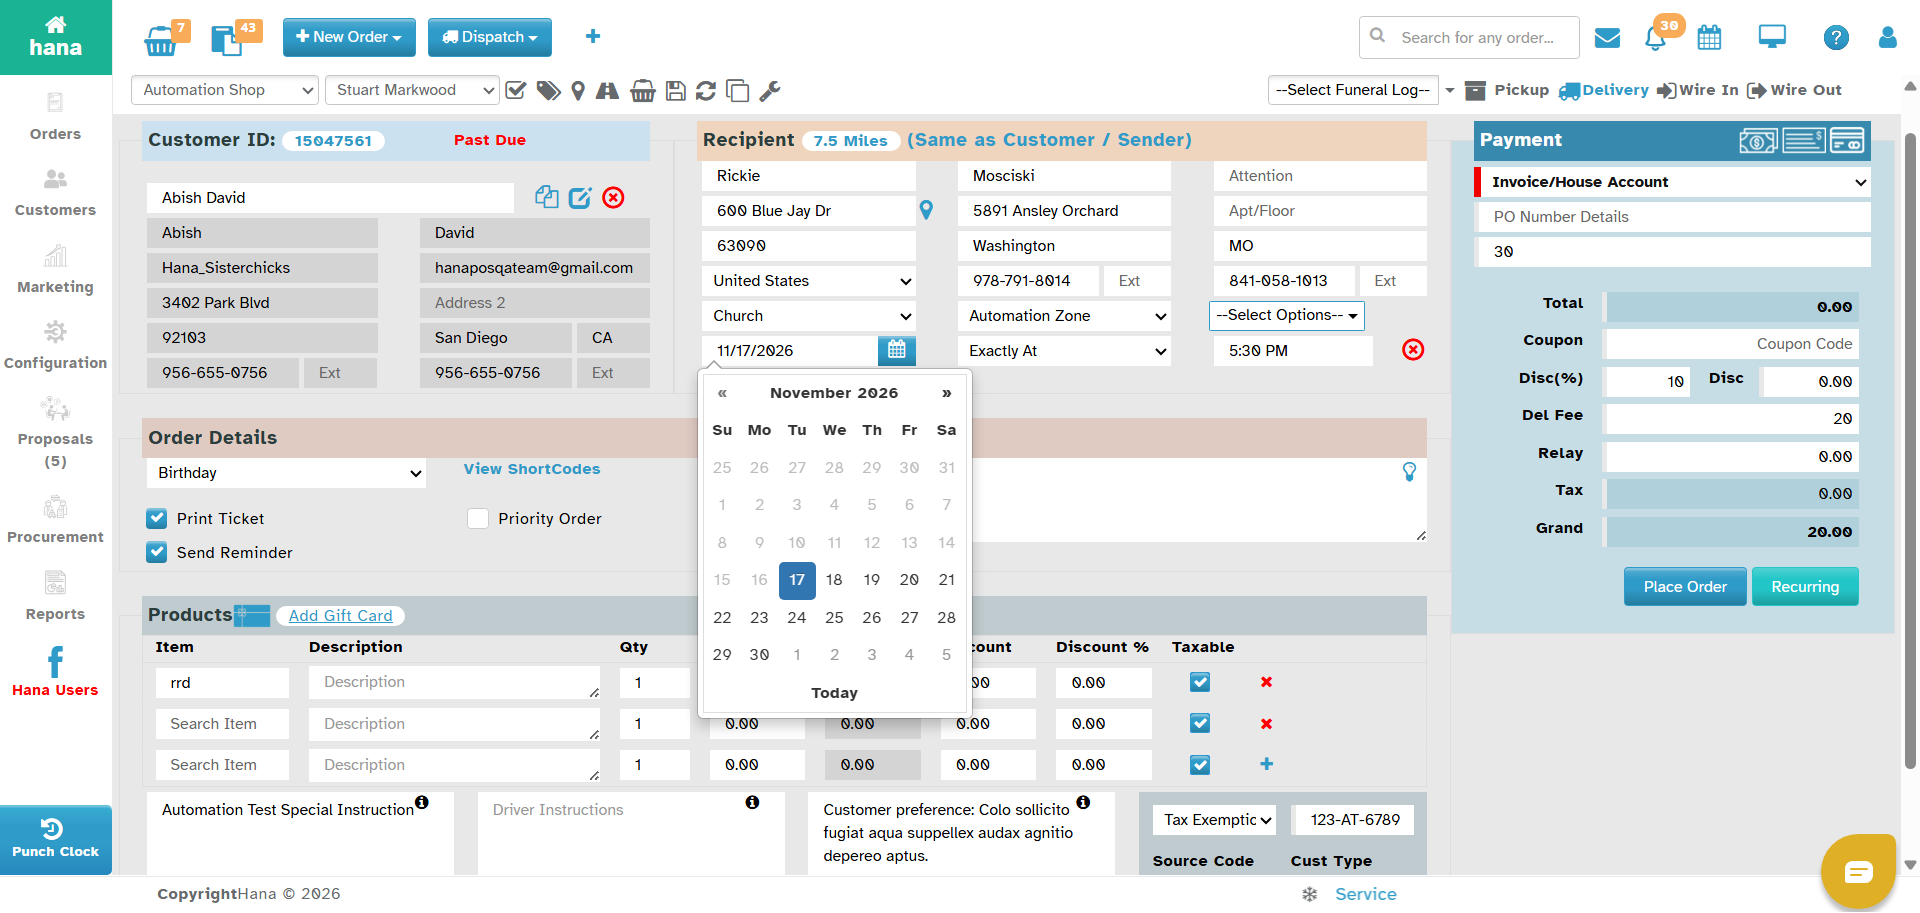 hana
7
43
New Order
Dispatch
Search for any order...
30
Automation Shop
Stuart Markwood
--Select Funeral Log--
Pickup
Delivery
Wire In
Wire Out
Orders
Customers
Marketing
Configuration
Proposals
(5)
Procurement
Reports
Hana Users
Punch Clock
Customer ID: 15047561 Past Due
Abish David
Abish David
Hana_Sisterchicks hanaposqateam@gmail.com
3402 Park Blvd Address 2
92103 San Diego CA
956-655-0756 Ext 956-655-0756 Ext
Recipient 7.5 Miles (Same as Customer / Sender)
Rickie Mosciski Attention
600 Blue Jay Dr 5891 Ansley Orchard Apt/Floor
63090 Washington MO
United States 978-791-8014 Ext 841-058-1013 Ext
Church Automation Zone --Select Options--
11/17/2026 Exactly At 5:30 PM
« November 2026 »
Su Mo Tu We Th Fr Sa
25 26 27 28 29 30 31
1 2 3 4 5 6 7
8 9 10 11 12 13 14
15 16 17 18 19 20 21
22 23 24 25 26 27 28
29 30 1 2 3 4 5
Today
Payment
Invoice/House Account
PO Number Details
30
Total 0.00
Coupon Coupon Code
Disc(%) 10 Disc 0.00
Del Fee 20
Relay 0.00
Tax 0.00
Grand 20.00
Place Order Recurring
Order Details
Birthday View ShortCodes
Print Ticket Priority Order
Send Reminder
Products Add Gift Card
Item Description Qty count Discount % Taxable
rrd Description 1 00 0.00
Search Item Description 1 0.00 0.00 0.00 0.00
Search Item Description 1 0.00 0.00 0.00 0.00
Automation Test Special Instruction
Driver Instructions
Customer preference: Colo sollicito
fugiat aqua suppellex audax agnitio
depereo aptus.
Tax Exemptic 123-AT-6789
Source Code Cust Type
CopyrightHana © 2026
Service